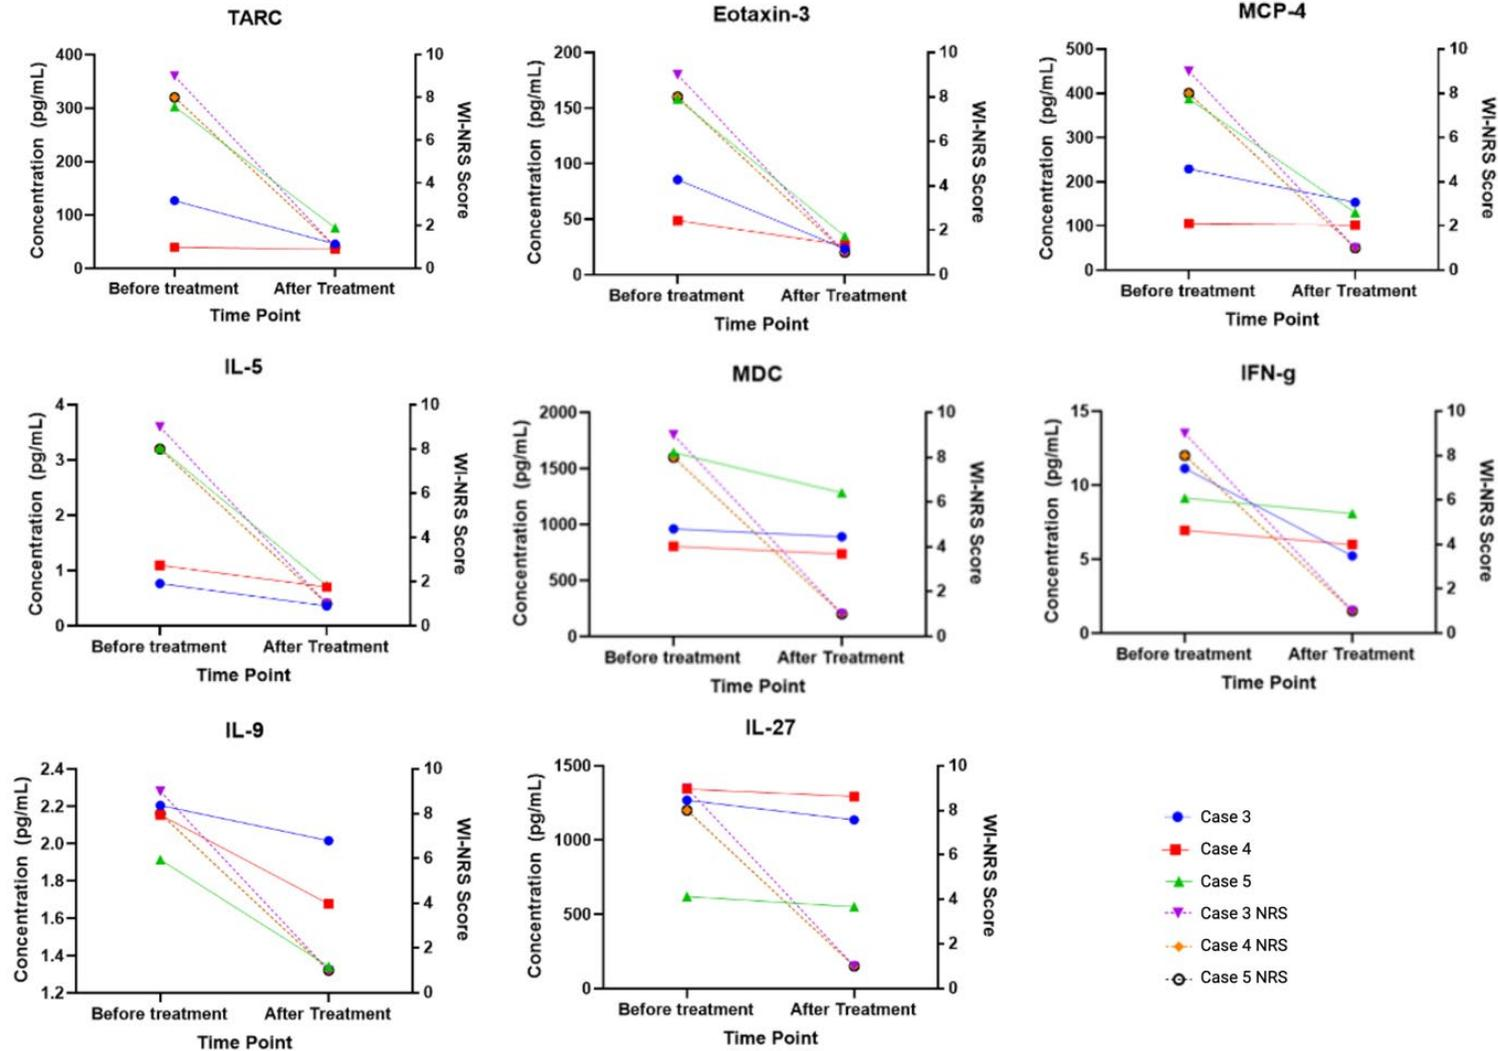 TARC
400
300
200
100
0
10
8
6
4
2
0
Concentration (pg/mL)
WI-NRS Score
Before treatment
After Treatment
Time Point
Eotaxin-3
200
150
100
50
0
10
8
6
4
2
0
Concentration (pg/mL)
WI-NRS Score
Before treatment
After Treatment
Time Point
MCP-4
500
400
300
200
100
0
10
8
6
4
2
0
Concentration (pg/mL)
WI-NRS Score
Before treatment
After Treatment
Time Point
IL-5
4
3
2
1
0
10
8
6
4
2
0
Concentration (pg/mL)
WI-NRS Score
Before treatment
After Treatment
Time Point
MDC
2000
1500
1000
500
0
10
8
6
4
2
0
Concentration (pg/mL)
WI-NRS Score
Before treatment
After Treatment
Time Point
IFN-g
15
10
5
0
10
8
6
4
2
0
Concentration (pg/mL)
WI-NRS Score
Before treatment
After Treatment
Time Point
IL-9
2.4
2.2
2.0
1.8
1.6
1.4
1.2
10
8
6
4
2
0
Concentration (pg/mL)
WI-NRS Score
Before treatment
After Treatment
Time Point
IL-27
1500
1000
500
0
10
8
6
4
2
0
Concentration (pg/mL)
WI-NRS Score
Before treatment
After Treatment
Time Point
Case 3
Case 4
Case 5
Case 3 NRS
Case 4 NRS
Case 5 NRS